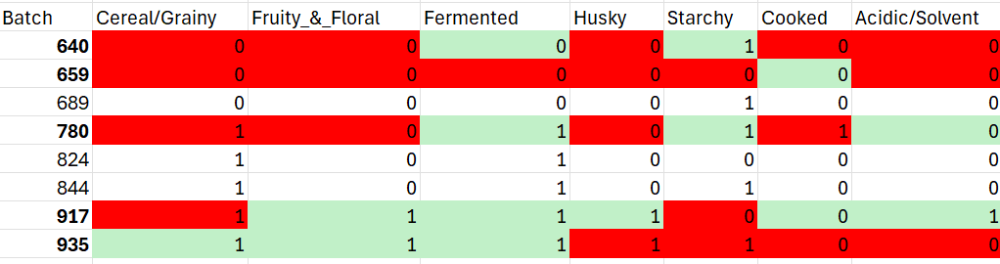 Batch Cereal/Grainy Fruity_&_Floral Fermented Husky Starchy Cooked Acidic/Solvent
640 0 0 0 0 1 0 0
659 0 0 0 0 0 0 0
689 0 0 0 0 1 0 0
780 1 0 1 0 1 1 0
824 1 0 1 0 0 0 0
844 1 0 1 0 1 0 0
917 1 1 1 1 0 0 1
935 1 1 1 1 1 0 0